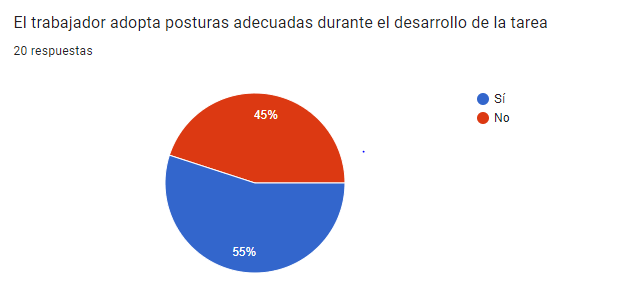 El trabajador adopta posturas adecuadas durante el desarrollo de la tarea
20 respuestas
45%
Sí
No
55%